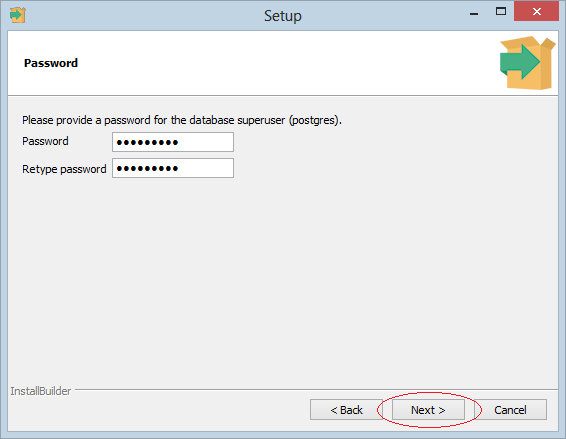 Setup
Password
Please provide a password for the database superuser (postgres).
Password •••••••••
Retype password •••••••••
InstallBuilder
< Back Next > Cancel